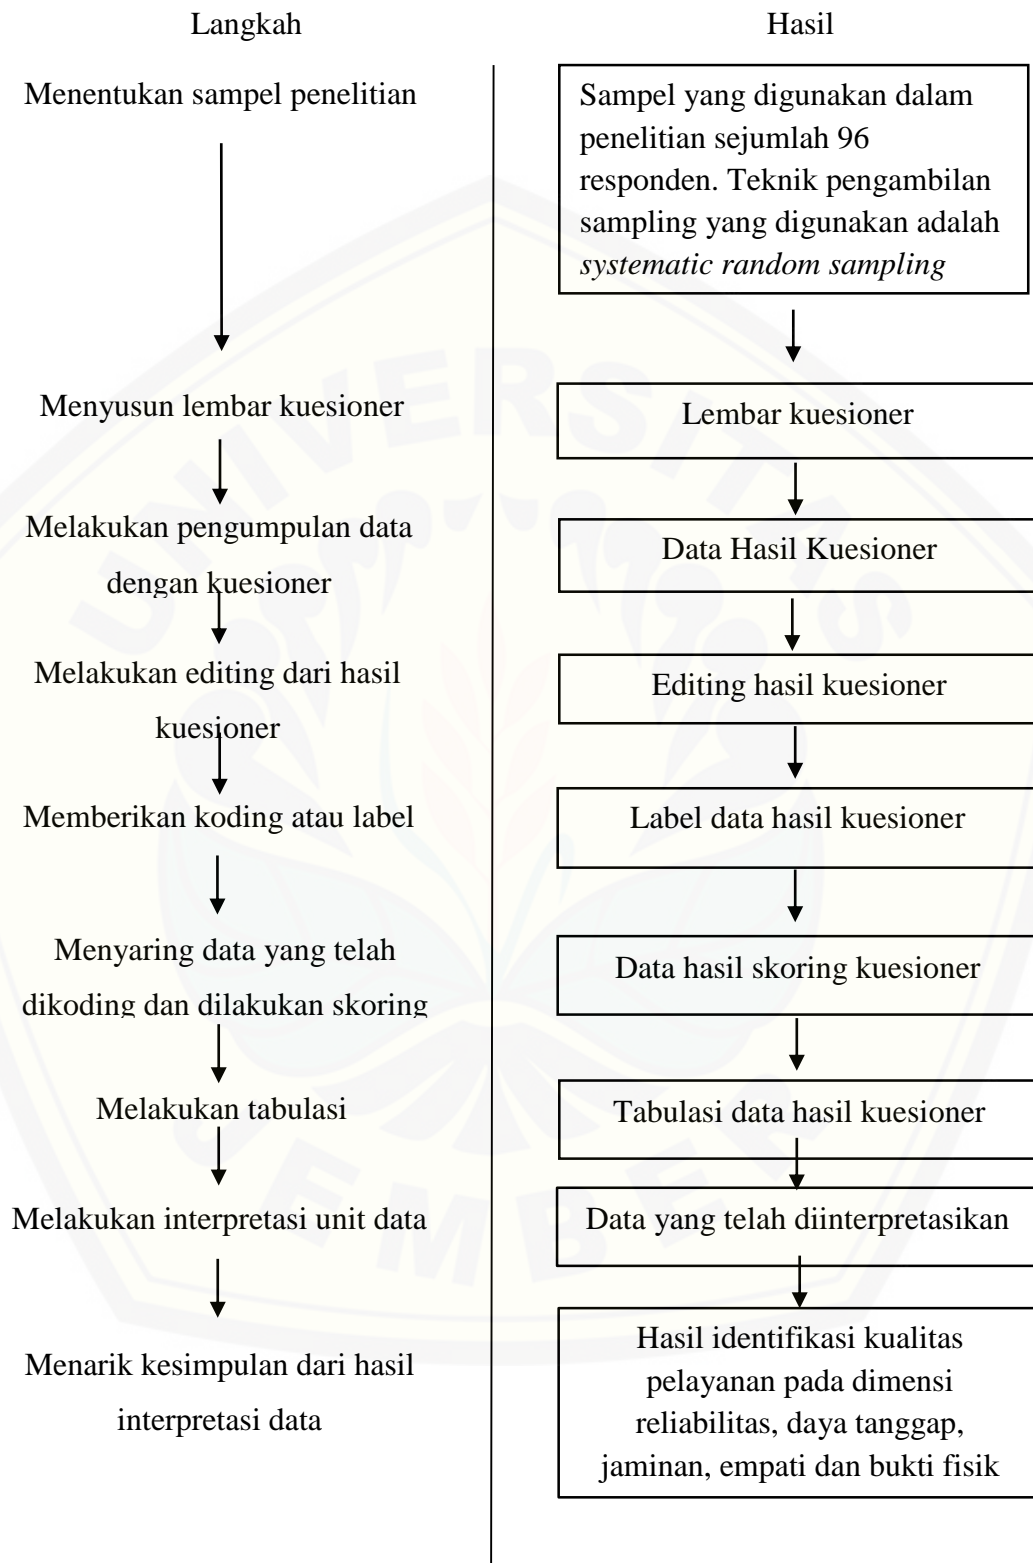 Langkah
Hasil
Menentukan sampel penelitian
Sampel yang digunakan dalam
penelitian sejumlah 96
responden. Teknik pengambilan
sampling yang digunakan adalah
systematic random sampling
Menyusun lembar kuesioner
Lembar kuesioner
Melakukan pengumpulan data
dengan kuesioner
Data Hasil Kuesioner
Melakukan editing dari hasil
kuesioner
Editing hasil kuesioner
Memberikan koding atau label
Label data hasil kuesioner
Menyaring data yang telah
dikoding dan dilakukan skoring
Data hasil skoring kuesioner
Melakukan tabulasi
Tabulasi data hasil kuesioner
Melakukan interpretasi unit data
Data yang telah diinterpretasikan
Menarik kesimpulan dari hasil
interpretasi data
Hasil identifikasi kualitas
pelayanan pada dimensi
reliabilitas, daya tanggap,
jaminan, empati dan bukti fisik
UNIVERSITAS
JEMBER